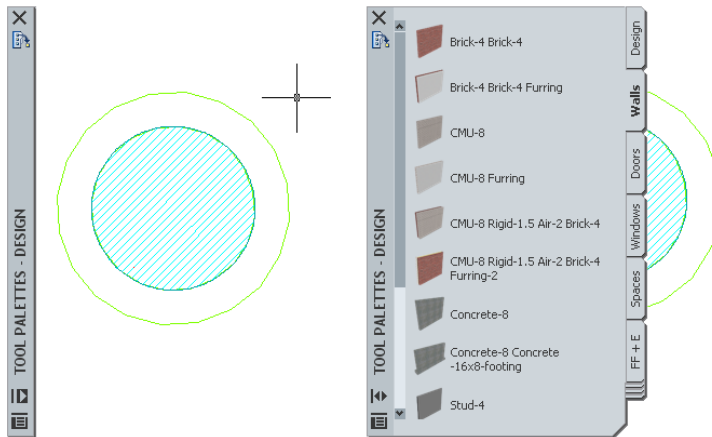 TOOL PALETTES - DESIGN
TOOL PALETTES - DESIGN
Brick-4 Brick-4
Brick-4 Brick-4 Furring
CMU-8
CMU-8 Furring
CMU-8 Rigid-1.5 Air-2 Brick-4
CMU-8 Rigid-1.5 Air-2 Brick-4
Furring-2
Concrete-8
Concrete-8 Concrete
-16x8-footing
Stud-4
Design
Walls
Doors
Windows
Spaces
FF + E